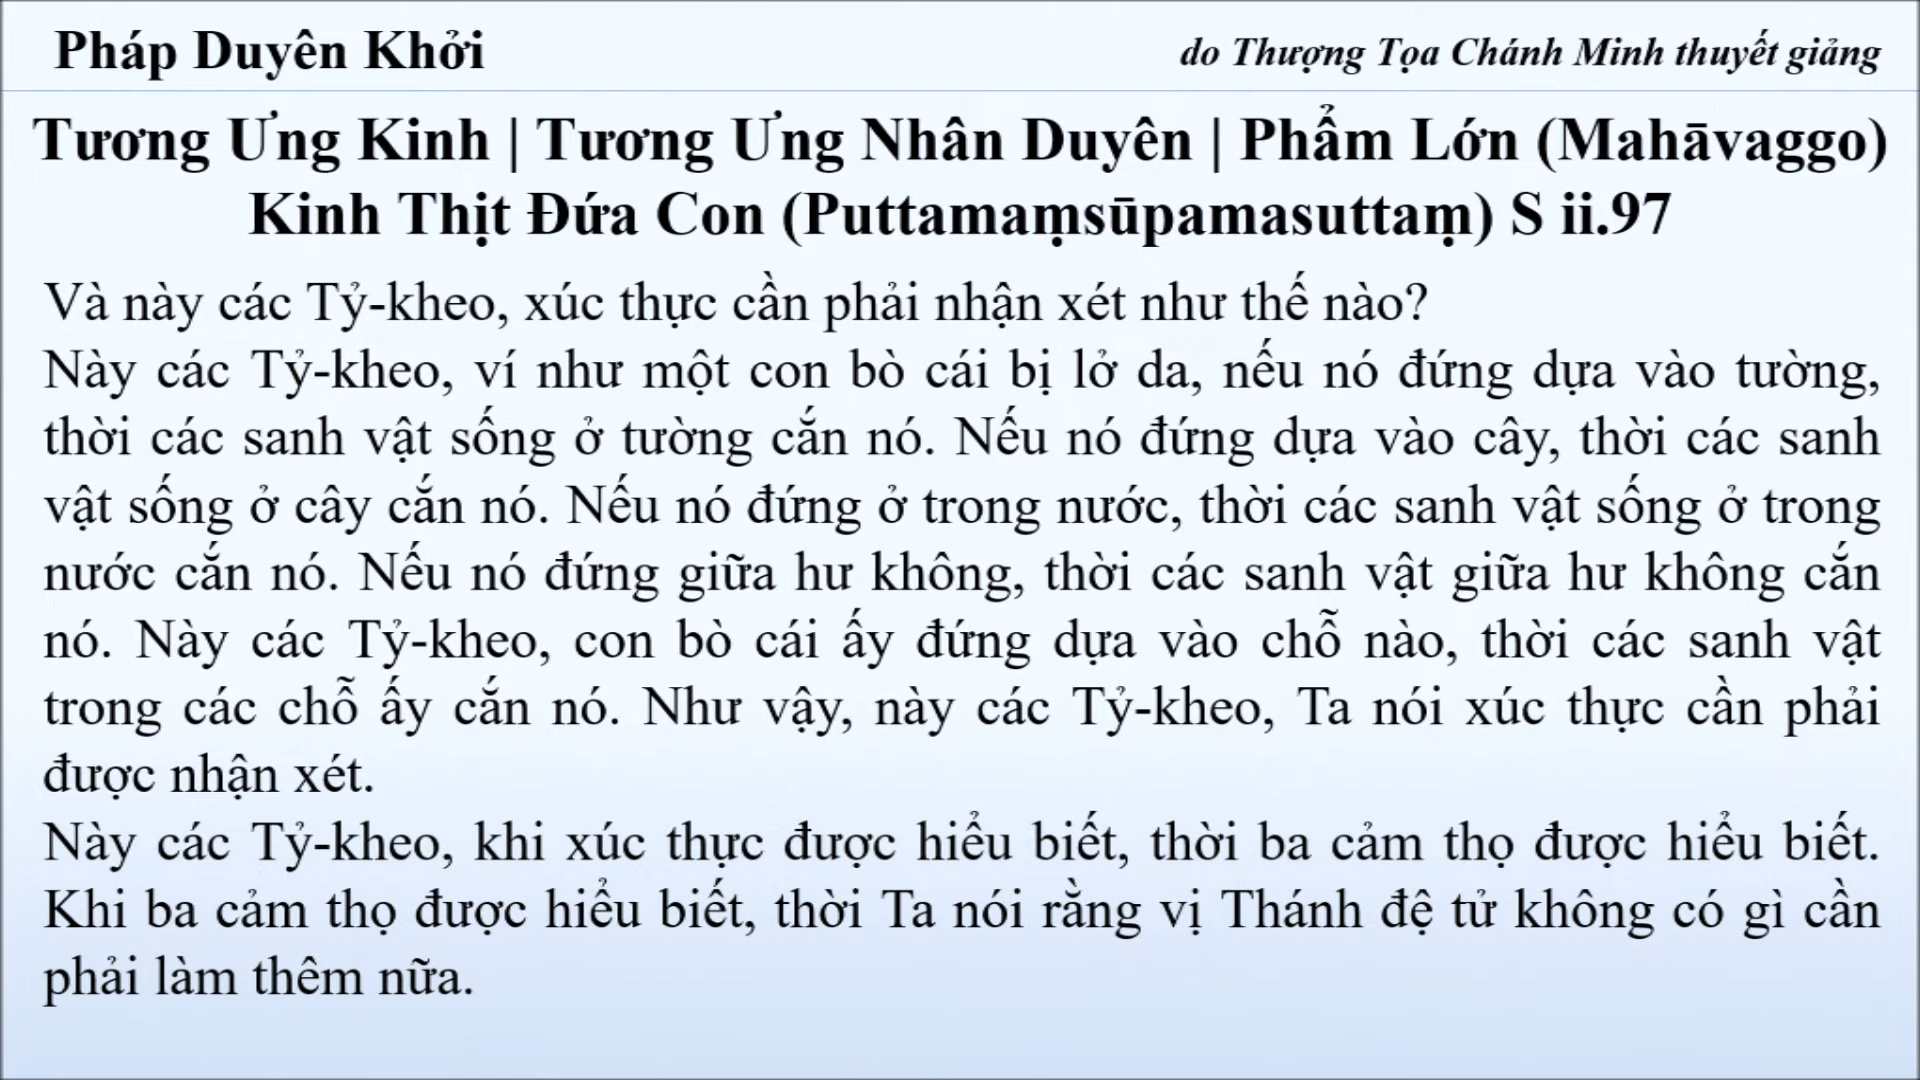 Pháp Duyên Khởi
do Thượng Tọa Chánh Minh thuyết giảng
Tương Ưng Kinh | Tương Ưng Nhân Duyên | Phẩm Lớn (Mahāvaggo)
Kinh Thịt Đứa Con (Puttamaṃsūpamasuttaṃ) S ii.97
Và này các Tỷ-kheo, xúc thực cần phải nhận xét như thế nào?
Này các Tỷ-kheo, ví như một con bò cái bị lở da, nếu nó đứng dựa vào tường,
thời các sanh vật sống ở tường cắn nó. Nếu nó đứng dựa vào cây, thời các sanh
vật sống ở cây cắn nó. Nếu nó đứng ở trong nước, thời các sanh vật sống ở trong
nước cắn nó. Nếu nó đứng giữa hư không, thời các sanh vật giữa hư không cắn
nó. Này các Tỷ-kheo, con bò cái ấy đứng dựa vào chỗ nào, thời các sanh vật
trong các chỗ ấy cắn nó. Như vậy, này các Tỷ-kheo, Ta nói xúc thực cần phải
được nhận xét.
Này các Tỷ-kheo, khi xúc thực được hiểu biết, thời ba cảm thọ được hiểu biết.
Khi ba cảm thọ được hiểu biết, thời Ta nói rằng vị Thánh đệ tử không có gì cần
phải làm thêm nữa.